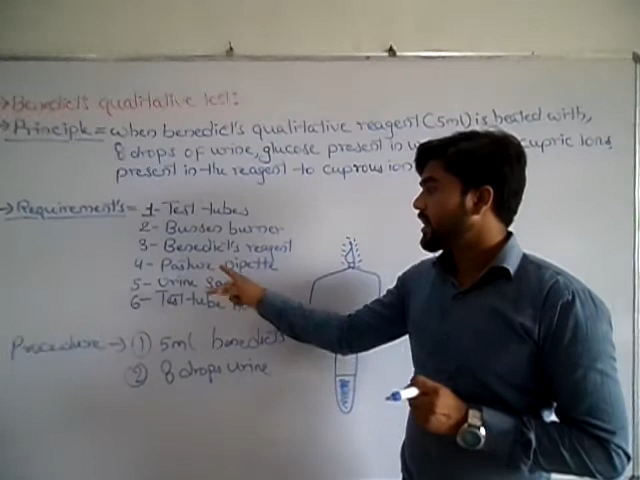 → Benedict's qualitative test:
→ Principle = when benedict's qualitative reagent (5ml) is heated with,
8 drops of urine, glucose present in cupric Ions
present in the reagent to cuprous ion
→ Requirement's = 1- Test tubes
2- Bunsen burner
3- Benedict's reagent
4- Pasture pipette
5- Urine
6- Test tube
Procedure → ① 5ml benedict's
② 8 drops urine